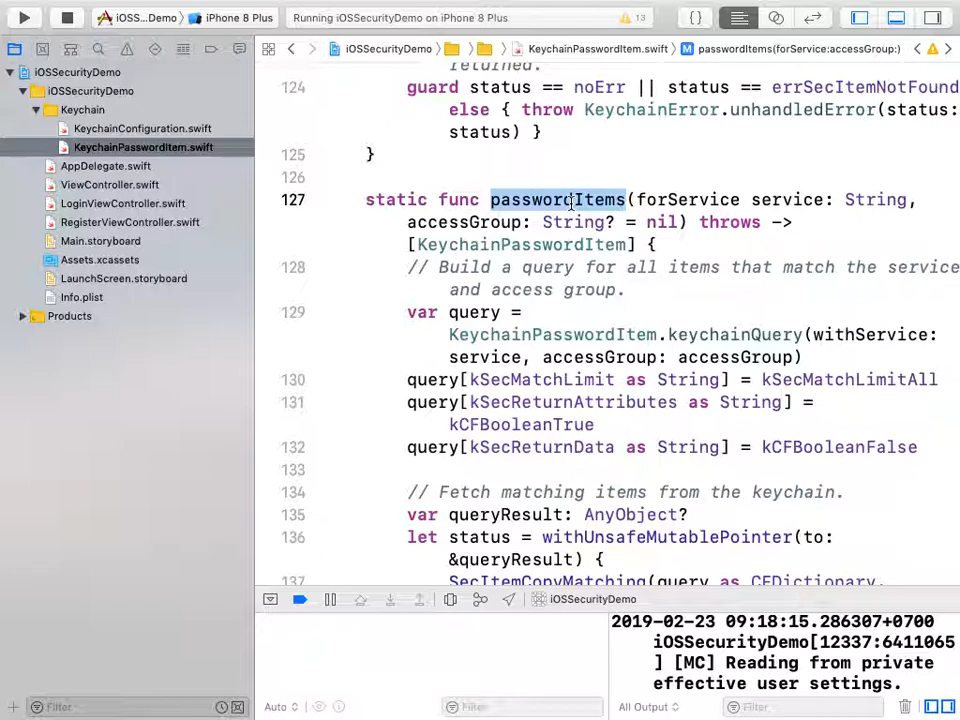 iOSS...Demo
iPhone 8 Plus
Running iOSSecurityDemo on iPhone 8 Plus
13
{ }
iOSSecurityDemo
KeychainPasswordItem.swift
M
passwordItems(forService:accessGroup:)
iOSSecurityDemo
iOSSecurityDemo
Keychain
KeychainConfiguration.swift
KeychainPasswordItem.swift
AppDelegate.swift
ViewController.swift
LoginViewController.swift
RegisterViewController.swift
Main.storyboard
Assets.xcassets
LaunchScreen.storyboard
Info.plist
Products
returned.
124 guard status == noErr || status == errSecItemNotFound
else { throw KeychainError.unhandledError(status:
status) }
125 }
126
127 static func passwordItems(forService service: String,
accessGroup: String? = nil) throws ->
[KeychainPasswordItem] {
128 // Build a query for all items that match the service
and access group.
129 var query =
KeychainPasswordItem.keychainQuery(withService:
service, accessGroup: accessGroup)
130 query[kSecMatchLimit as String] = kSecMatchLimitAll
131 query[kSecReturnAttributes as String] =
kCFBooleanTrue
132 query[kSecReturnData as String] = kCFBooleanFalse
133
134 // Fetch matching items from the keychain.
135 var queryResult: AnyObject?
136 let status = withUnsafeMutablePointer(to:
&queryResult) {
137 SecItemCopyMatching(query as CFDictionary,
iOSSecurityDemo
2019-02-23 09:18:15.286307+0700
iOSSecurityDemo[12337:6411065
] [MC] Reading from private
effective user settings.
Filter
Auto
Filter
All Output
Filter